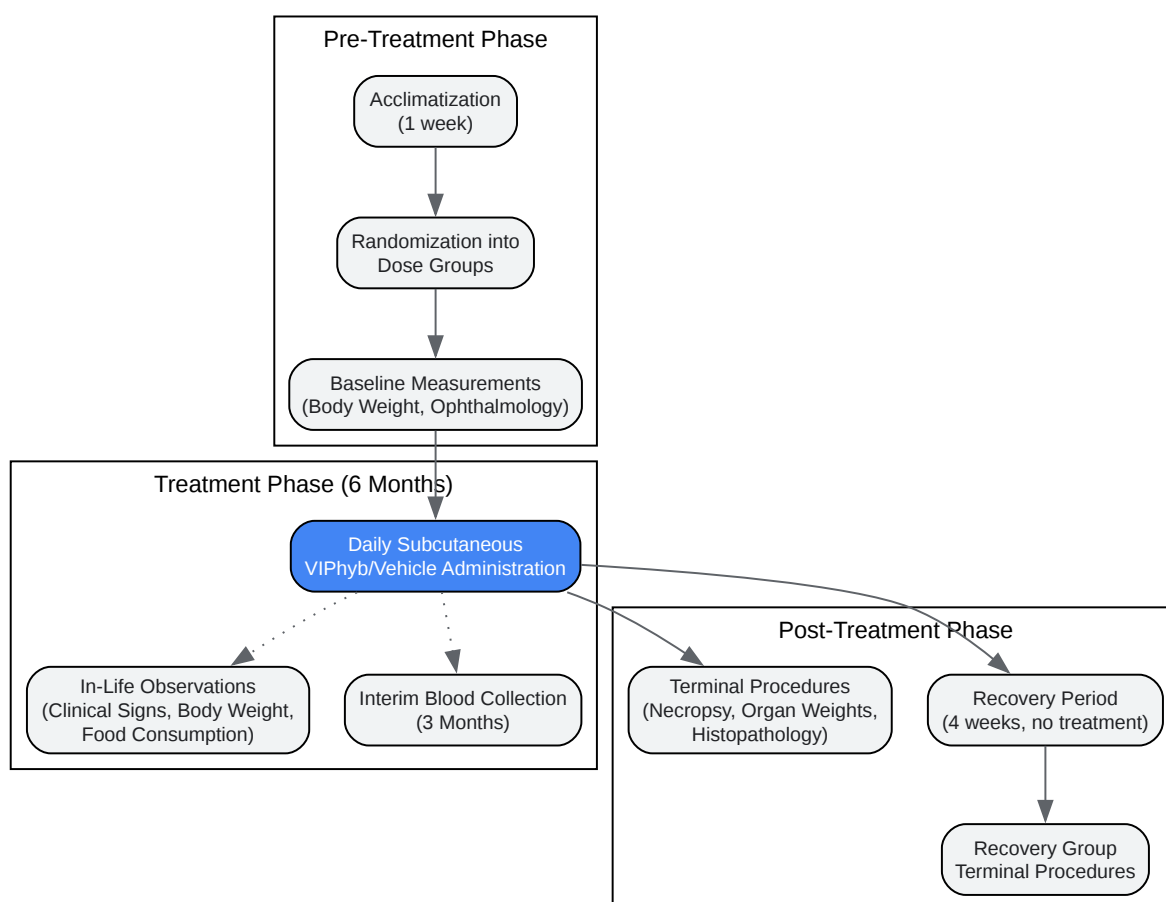 Pre-Treatment Phase
Acclimatization
(1 week)
Randomization into
Dose Groups
Baseline Measurements
(Body Weight, Ophthalmology)
Treatment Phase (6 Months)
Daily Subcutaneous
VIPhyb/Vehicle Administration
In-Life Observations
(Clinical Signs, Body Weight,
Food Consumption)
Interim Blood Collection
(3 Months)
Post-Treatment Phase
Terminal Procedures
(Necropsy, Organ Weights,
Histopathology)
Recovery Period
(4 weeks, no treatment)
Recovery Group
Terminal Procedures